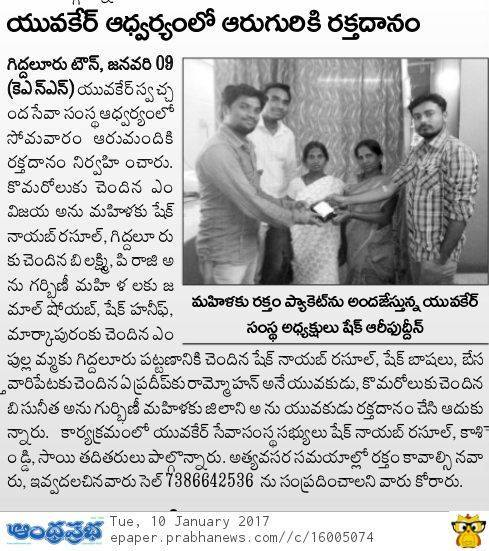 యువకేర్ ఆధ్వర్యంలో ఆరుగురికి రక్తదానం
గిద్దలూరు టౌన్, జనవరి 09
(కెఎన్ఎన్) యువకేర్ స్వచ్ఛ
ంద సేవా సంస్థ ఆధ్వర్యంలో
సోమవారం ఆరుమందికి
రక్తదానం నిర్వహి ంచారు.
కొమరోలుకు చెందిన ఎం
విజయ అను మహిళకు షేక్
నాయబ్ రసూల్, గిద్దలూ రు
కు చెందిన బి లక్ష్మి, పి రాజి అ
ను గర్భిణీ మహి ళ లకు జ
మాల్ షోయబ్, షేక్ హనీఫ్,
మార్కాపురంకు చెందిన ఎం
మహిళకు రక్తం ప్యాకెట్‌ను అందజేస్తున్న యువకేర్
సంస్థ అధ్యక్షులు షేక్ ఆరీఫుద్దీన్
పుల్ల మ్మకు గిద్దలూరు పట్టణానికి చెందిన షేక్ నాయబ్ రసూల్, షేక్ బాషలు, బేస
్తవారిపేటకు చెందిన ఏ ప్రదీప్‌కు రామ్మోహన్ అనే యువకుడు, కొమరోలుకు చెందిన
బి సునీత అను గుర్భిణీ మహిళకు జిలాని అ ను యువకుడు రక్తదానం చేసి ఆదుకు
న్నారు. కార్యక్రమంలో యువకేర్ సేవాసంస్థ సభ్యులు షేక్ నాయబ్ రసూల్, కాశి
ం డ్డి, సాయి తదితరులు పాల్గొన్నారు. అత్యవసర సమయాల్లో రక్తం కావాల్సి నవా
రు, ఇవ్వదలచిన వారు సెల్ 7386642536 ను సంప్రదించాలని వారు కోరారు.
ఆంధ్రప్రభ
Tue, 10 January 2017
epaper.prabhanews.com//c/16005074